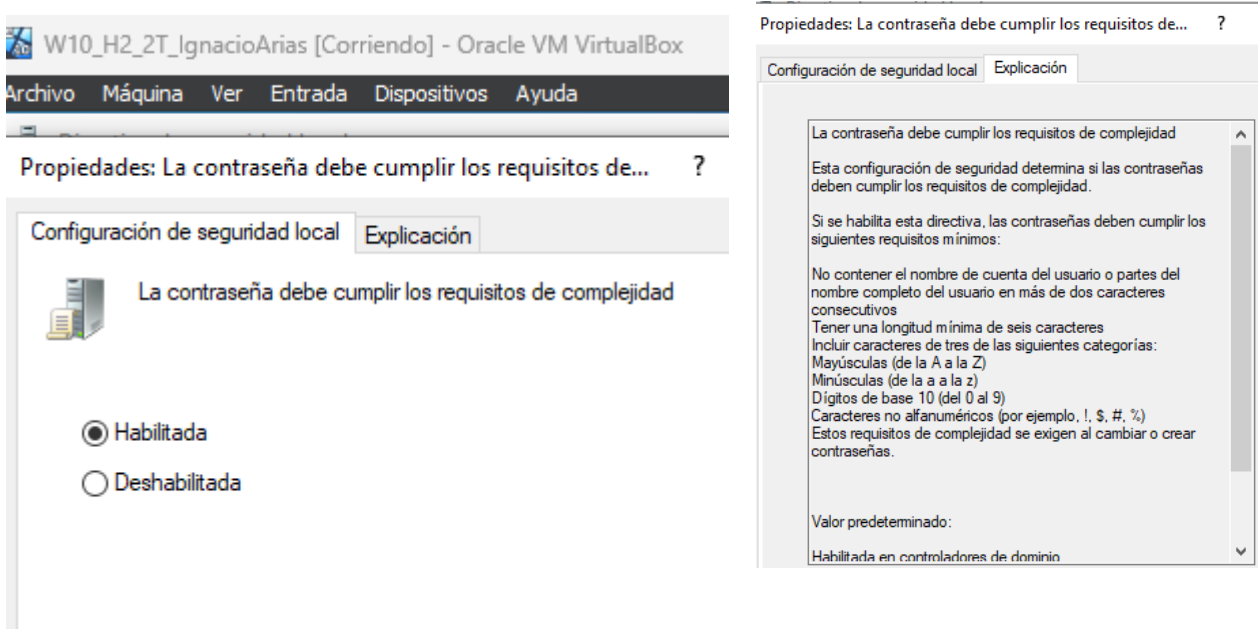 W10_H2_2T_IgnacioArias [Corriendo] - Oracle VM VirtualBox
Archivo Máquina Ver Entrada Dispositivos Ayuda
Propiedades: La contraseña debe cumplir los requisitos de... ?
Configuración de seguridad local Explicación
La contraseña debe cumplir los requisitos de complejidad
Habilitada
Deshabilitada
Propiedades: La contraseña debe cumplir los requisitos de... ?
Configuración de seguridad local Explicación
La contraseña debe cumplir los requisitos de complejidad
Esta configuración de seguridad determina si las contraseñas
deben cumplir los requisitos de complejidad.
Si se habilita esta directiva, las contraseñas deben cumplir los
siguientes requisitos mínimos:
No contener el nombre de cuenta del usuario o partes del
nombre completo del usuario en más de dos caracteres
consecutivos
Tener una longitud mínima de seis caracteres
Incluir caracteres de tres de las siguientes categorías:
Mayúsculas (de la A a la Z)
Minúsculas (de la a a la z)
Dígitos de base 10 (del 0 al 9)
Caracteres no alfanuméricos (por ejemplo, !, $, #, %)
Estos requisitos de complejidad se exigen al cambiar o crear
contraseñas.
Valor predeterminado:
Habilitada en controladores de dominio